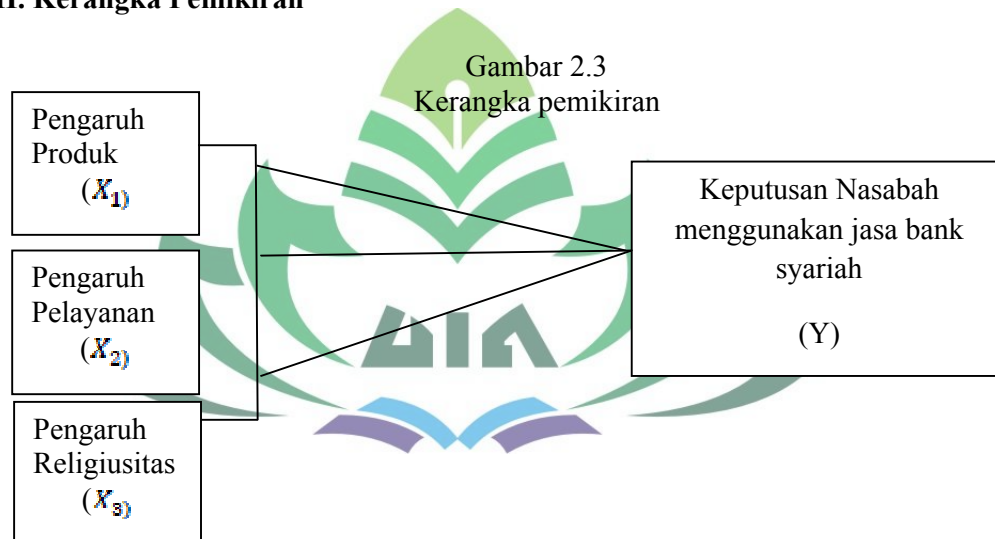 H. Kerangka Pemikiran
Gambar 2.3
Kerangka pemikiran
Pengaruh
Produk
(X₁)
Pengaruh
Pelayanan
(X₂)
Pengaruh
Religiusitas
(X₃)
Keputusan Nasabah
menggunakan jasa bank
syariah
(Y)